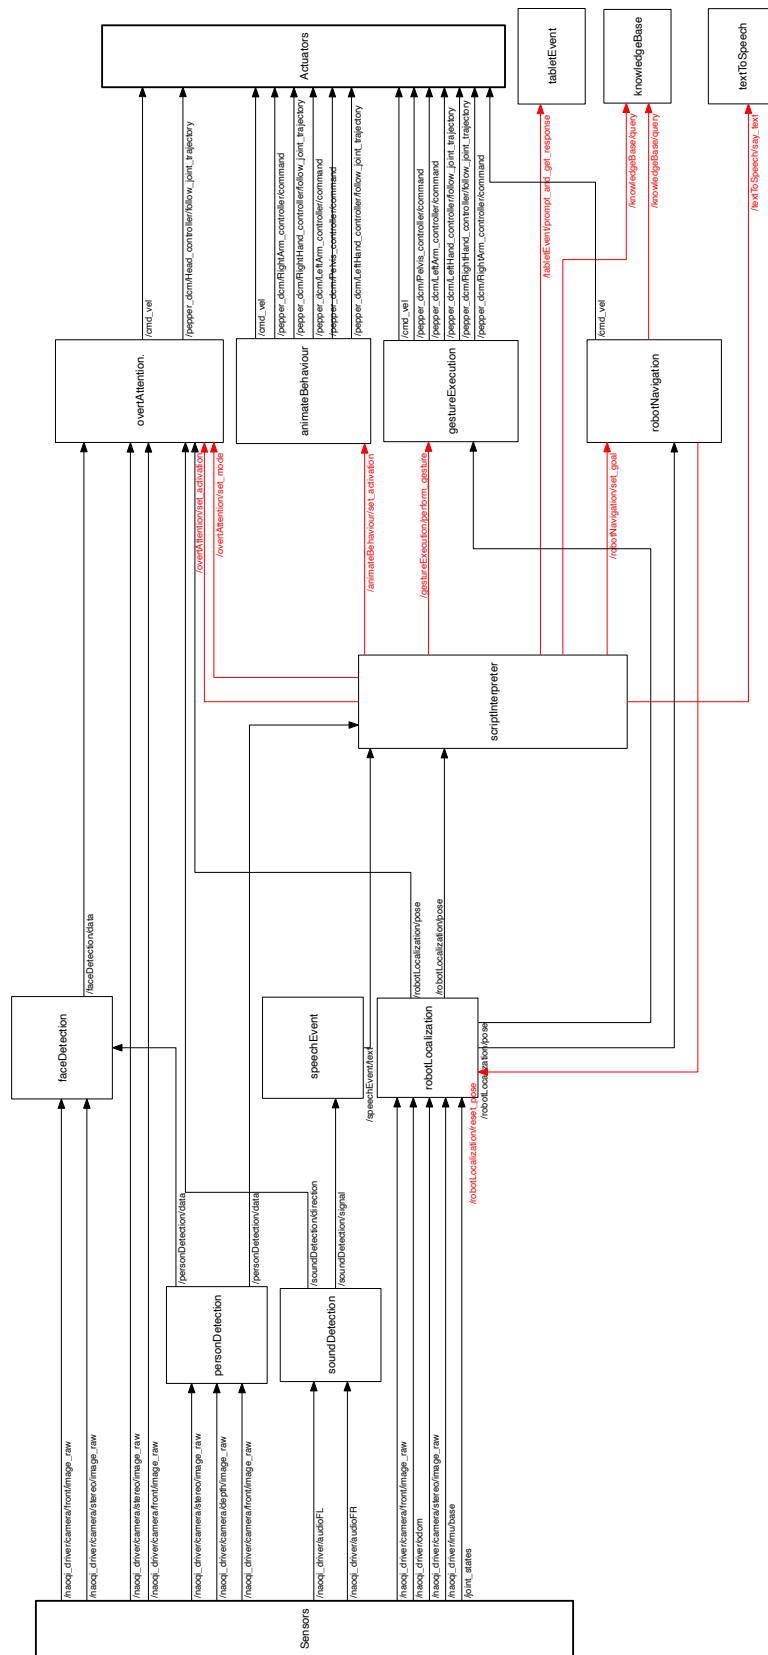 Actuators
tabletEvent
knowledgeBase
textToSpeech
/cmd_vel
/pepper_dcm/Head_controller/follow_joint_trajectory
/cmd_vel
/pepper_dcm/RightArm_controller/command
/pepper_dcm/RightHand_controller/follow_joint_trajectory
/pepper_dcm/LeftArm_controller/command
/pepper_dcm/Pelvis_controller/command
/pepper_dcm/LeftHand_controller/follow_joint_trajectory
/cmd_vel
/pepper_dcm/Pelvis_controller/command
/pepper_dcm/LeftArm_controller/command
/pepper_dcm/LeftHand_controller/follow_joint_trajectory
/pepper_dcm/RightHand_controller/follow_joint_trajectory
/pepper_dcm/RightArm_controller/command
/tabletEvent/prompt_and_get_response
/cmd_vel
/knowledgeBase/query
/knowledgeBase/query
/textToSpeech/say_text
overtAttention.
animateBehaviour
gestureExecution
robotNavigation
/overtAttention/set_activation
/overtAttention/set_mode
/animateBehaviour/set_activation
/gestureExecution/perform_gesture
/robotNavigation/set_goal
scriptInterpreter
/faceDetection/data
/robotLocalization/pose
/robotLocalization/pose
faceDetection
speechEvent
robotLocalization
/speechEvent/text
/robotLocalization/pose
/robotLocalization/reset_pose
/personDetection/data
/personDetection/data
/soundDetection/direction
/soundDetection/signal
personDetection
soundDetection
/naoqi_driver/camera/front/image_raw
/naoqi_driver/camera/stereo/image_raw
/naoqi_driver/camera/stereo/image_raw
/naoqi_driver/camera/front/image_raw
/naoqi_driver/camera/stereo/image_raw
/naoqi_driver/camera/depth/image_raw
/naoqi_driver/camera/front/image_raw
/naoqi_driver/audioFL
/naoqi_driver/audioFR
/naoqi_driver/camera/front/image_raw
/naoqi_driver/odom
/naoqi_driver/camera/stereo/image_raw
/naoqi_driver/imu/base
/joint_states
Sensors